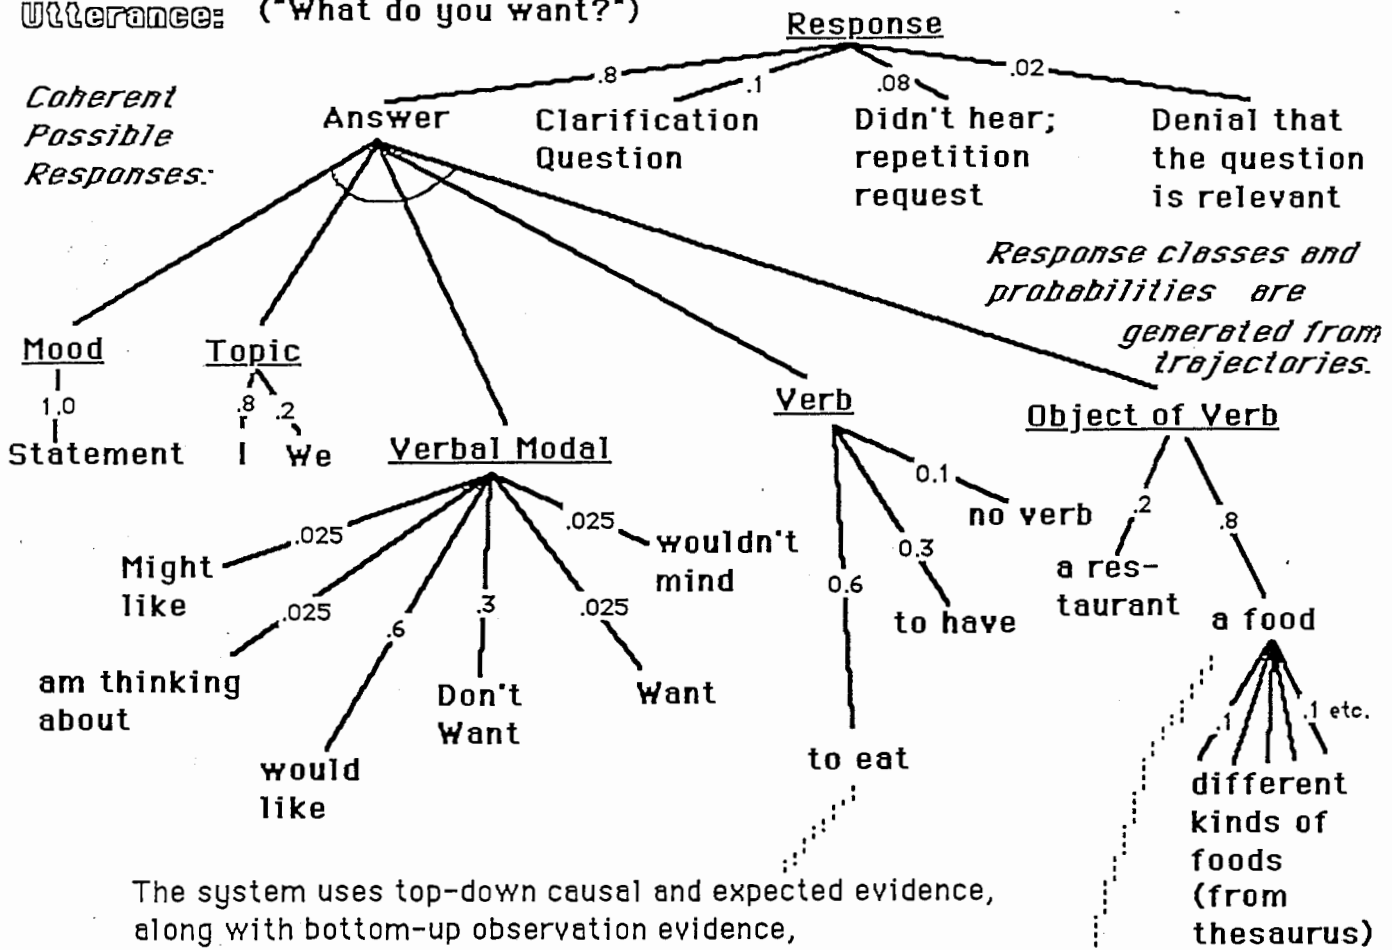 Utterance: ("What do you want?")
Response
.8
.1
.08
.02
Coherent
Possible
Responses:
Answer
Clarification
Question
Didn't hear;
repetition
request
Denial that
the question
is relevant
Response classes and
probabilities are
generated from
trajectories.
Mood
1.0
Statement
Topic
.8
.2
I
We
Verbal Modal
.025
Might
like
.025
am thinking
about
.6
would
like
.3
Don't
Want
.025
Want
.025
wouldn't
mind
Verb
0.6
to eat
0.3
to have
0.1
no verb
Object of Verb
.2
a res-
taurant
.8
a food
.1
.1 etc.
different
kinds of
foods
(from
thesaurus)
The system uses top-down causal and expected evidence,
along with bottom-up observation evidence,